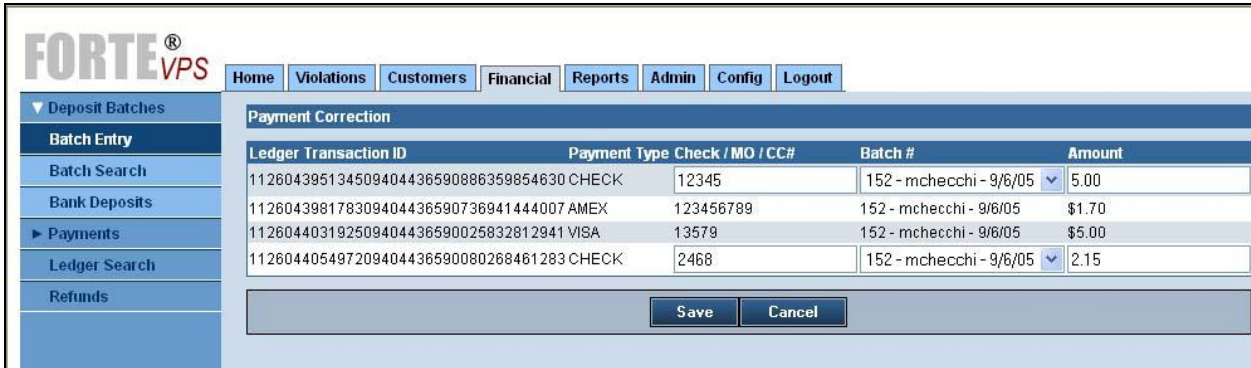 FORTE® VPS
Home Violations Customers Financial Reports Admin Config Logout
Deposit Batches
Batch Entry
Batch Search
Bank Deposits
Payments
Ledger Search
Refunds
Payment Correction
Ledger Transaction ID Payment Type Check / MO / CC# Batch # Amount
112604395134509404436590886359854630 CHECK 12345 152 - mchecchi - 9/6/05 5.00
112604398178309404436590736941444007 AMEX 123456789 152 - mchecchi - 9/6/05 $1.70
112604403192509404436590025832812941 VISA 13579 152 - mchecchi - 9/6/05 $5.00
112604405497209404436590080268461283 CHECK 2468 152 - mchecchi - 9/6/05 2.15
Save Cancel